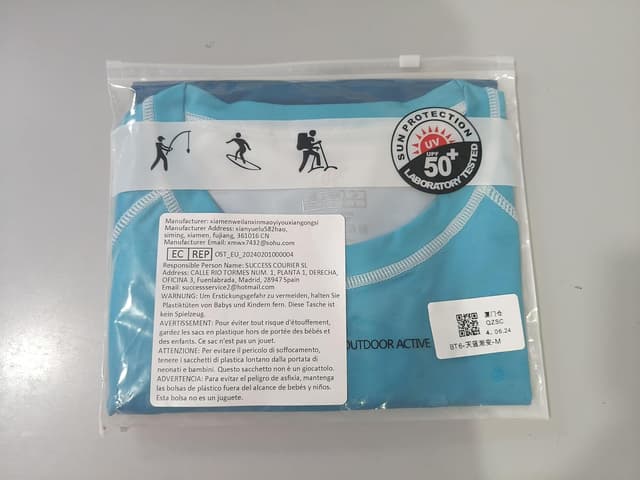 SUN PROTECTION
UV
UPF
50+
LABORATORY TESTED
Manufacturer: xiamenweilanxinmaoyiyouxiangongsi
Manufacturer Address: xianyuelu582hao,
siming, xiamen, fujiang, 361016 CN
Manufacturer Email: xmwx7432@sohu.com
EC REP OST_EU_20240201000004
Responsible Person Name: SUCCESS COURIER SL
Address: CALLE RIO TORMES NUM. 1, PLANTA 1, DERECHA,
OFICINA 3, Fuenlabrada, Madrid, 28947 Spain
Email: successservice2@hotmail.com
WARNUNG: Um Erstickungsgefahr zu vermeiden, halten Sie
Plastiktüten von Babys und Kindern fern. Diese Tasche ist
kein Spielzeug.
AVERTISSEMENT: Pour éviter tout risque d'étouffement,
gardez les sacs en plastique hors de portée des bébés et
des enfants. Ce sac n'est pas un jouet.
ATTENZIONE: Per evitare il pericolo di soffocamento,
tenere i sacchetti di plastica lontano dalla portata di
neonati e bambini. Questo sacchetto non è un giocattolo.
ADVERTENCIA: Para evitar el peligro de asfixia, mantenga
las bolsas de plástico fuera del alcance de bebés y niños.
Esta bolsa no es un juguete.
OUTDOOR ACTIVE
厦门仓
QZSC
4, 06.24
BT6-天蓝渐变-M